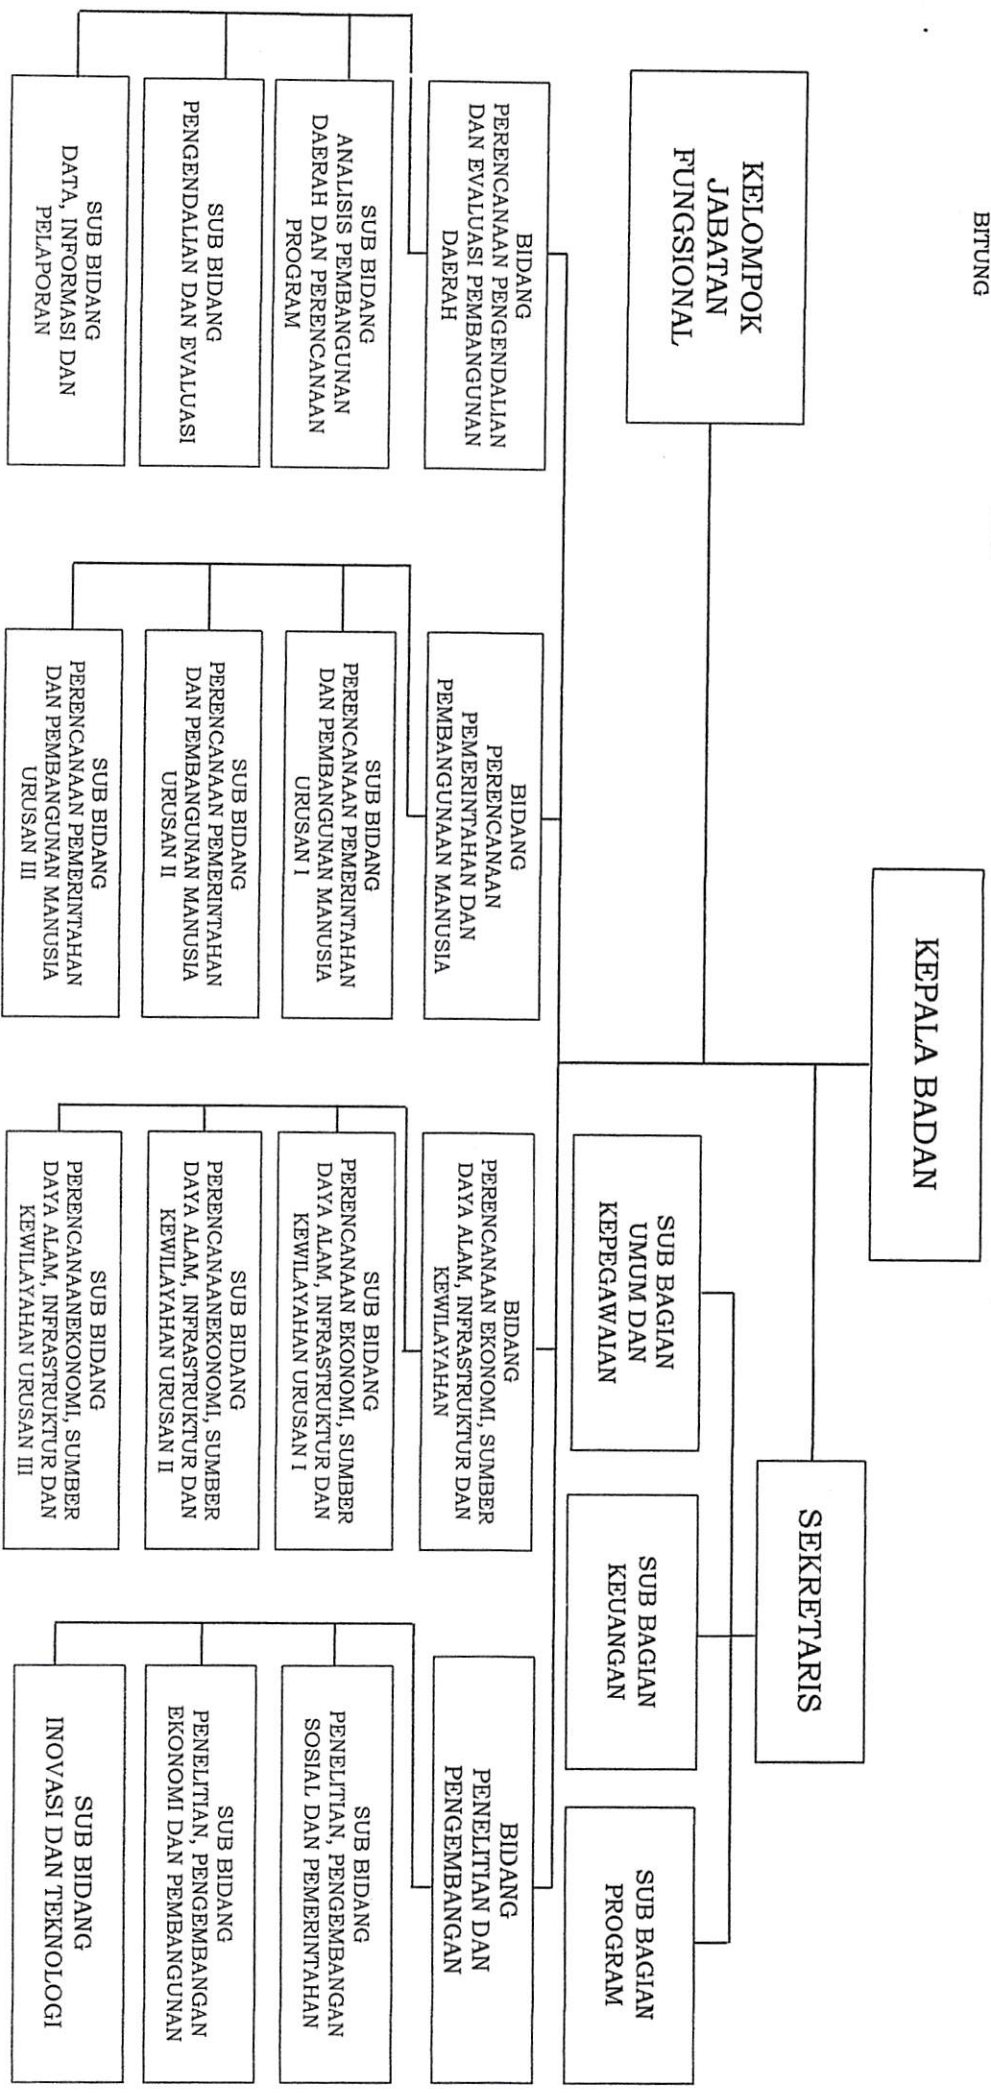 BITUNG
KEPALA BADAN
KELOMPOK
JABATAN
FUNGSIONAL
SEKRETARIS
SUB BAGIAN
UMUM DAN
KEPEGAWAIAN
SUB BAGIAN
KEUANGAN
SUB BAGIAN
PROGRAM
BIDANG
PERENCANAAN PENGENDALIAN
DAN EVALUASI PEMBANGUNAN
DAERAH
SUB BIDANG
ANALISIS PEMBANGUNAN
DAERAH DAN PERENCANAAN
PROGRAM
SUB BIDANG
PENGENDALIAN DAN EVALUASI
SUB BIDANG
DATA, INFORMASI DAN
PELAPORAN
BIDANG
PERENCANAAN
PEMERINTAHAN DAN
PEMBANGUNAAN MANUSIA
SUB BIDANG
PERENCANAAN PEMERINTAHAN
DAN PEMBANGUNAN MANUSIA
URUSAN I
SUB BIDANG
PERENCANAAN PEMERINTAHAN
DAN PEMBANGUNAN MANUSIA
URUSAN II
SUB BIDANG
PERENCANAAN PEMERINTAHAN
DAN PEMBANGUNAN MANUSIA
URUSAN III
BIDANG
PERENCANAAN EKONOMI, SUMBER
DAYA ALAM, INFRASTRUKTUR DAN
KEWILAYAHAN
SUB BIDANG
PERENCANAAN EKONOMI, SUMBER
DAYA ALAM, INFRASTRUKTUR DAN
KEWILAYAHAN URUSAN I
SUB BIDANG
PERENCANAANEKONOMI, SUMBER
DAYA ALAM, INFRASTRUKTUR DAN
KEWILAYAHAN URUSAN II
SUB BIDANG
PERENCANAANEKONOMI, SUMBER
DAYA ALAM, INFRASTRUKTUR DAN
KEWILAYAHAN URUSAN III
BIDANG
PENELITIAN DAN
PENGEMBANGAN
SUB BIDANG
PENELITIAN, PENGEMBANGAN
SOSIAL DAN PEMERINTAHAN
SUB BIDANG
PENELITIAN, PENGEMBANGAN
EKONOMI DAN PEMBANGUNAN
SUB BIDANG
INOVASI DAN TEKNOLOGI